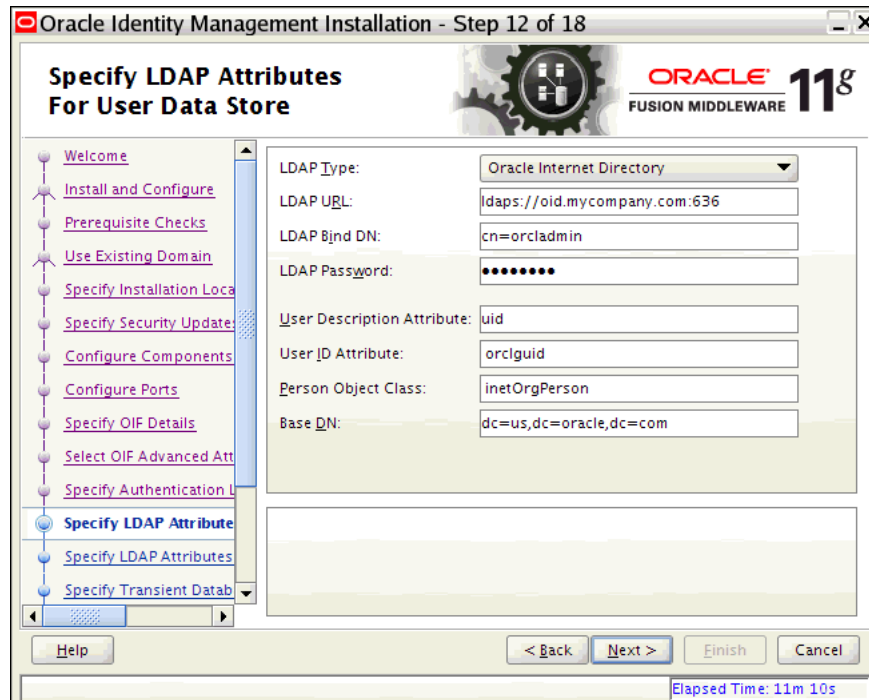 Oracle Identity Management Installation - Step 12 of 18
Specify LDAP Attributes
For User Data Store
ORACLE
FUSION MIDDLEWARE 11g
Welcome
Install and Configure
Prerequisite Checks
Use Existing Domain
Specify Installation Loca
Specify Security Updates
Configure Components
Configure Ports
Specify OIF Details
Select OIF Advanced Att
Specify Authentication L
Specify LDAP Attribute
Specify LDAP Attributes
Specify Transient Datab
LDAP Type: Oracle Internet Directory
LDAP URL: ldaps://oid.mycompany.com:636
LDAP Bind DN: cn=orcladmin
LDAP Password: ••••••••
User Description Attribute: uid
User ID Attribute: orclguid
Person Object Class: inetOrgPerson
Base DN: dc=us,dc=oracle,dc=com
Help < Back Next > Finish Cancel
Elapsed Time: 11m 10s